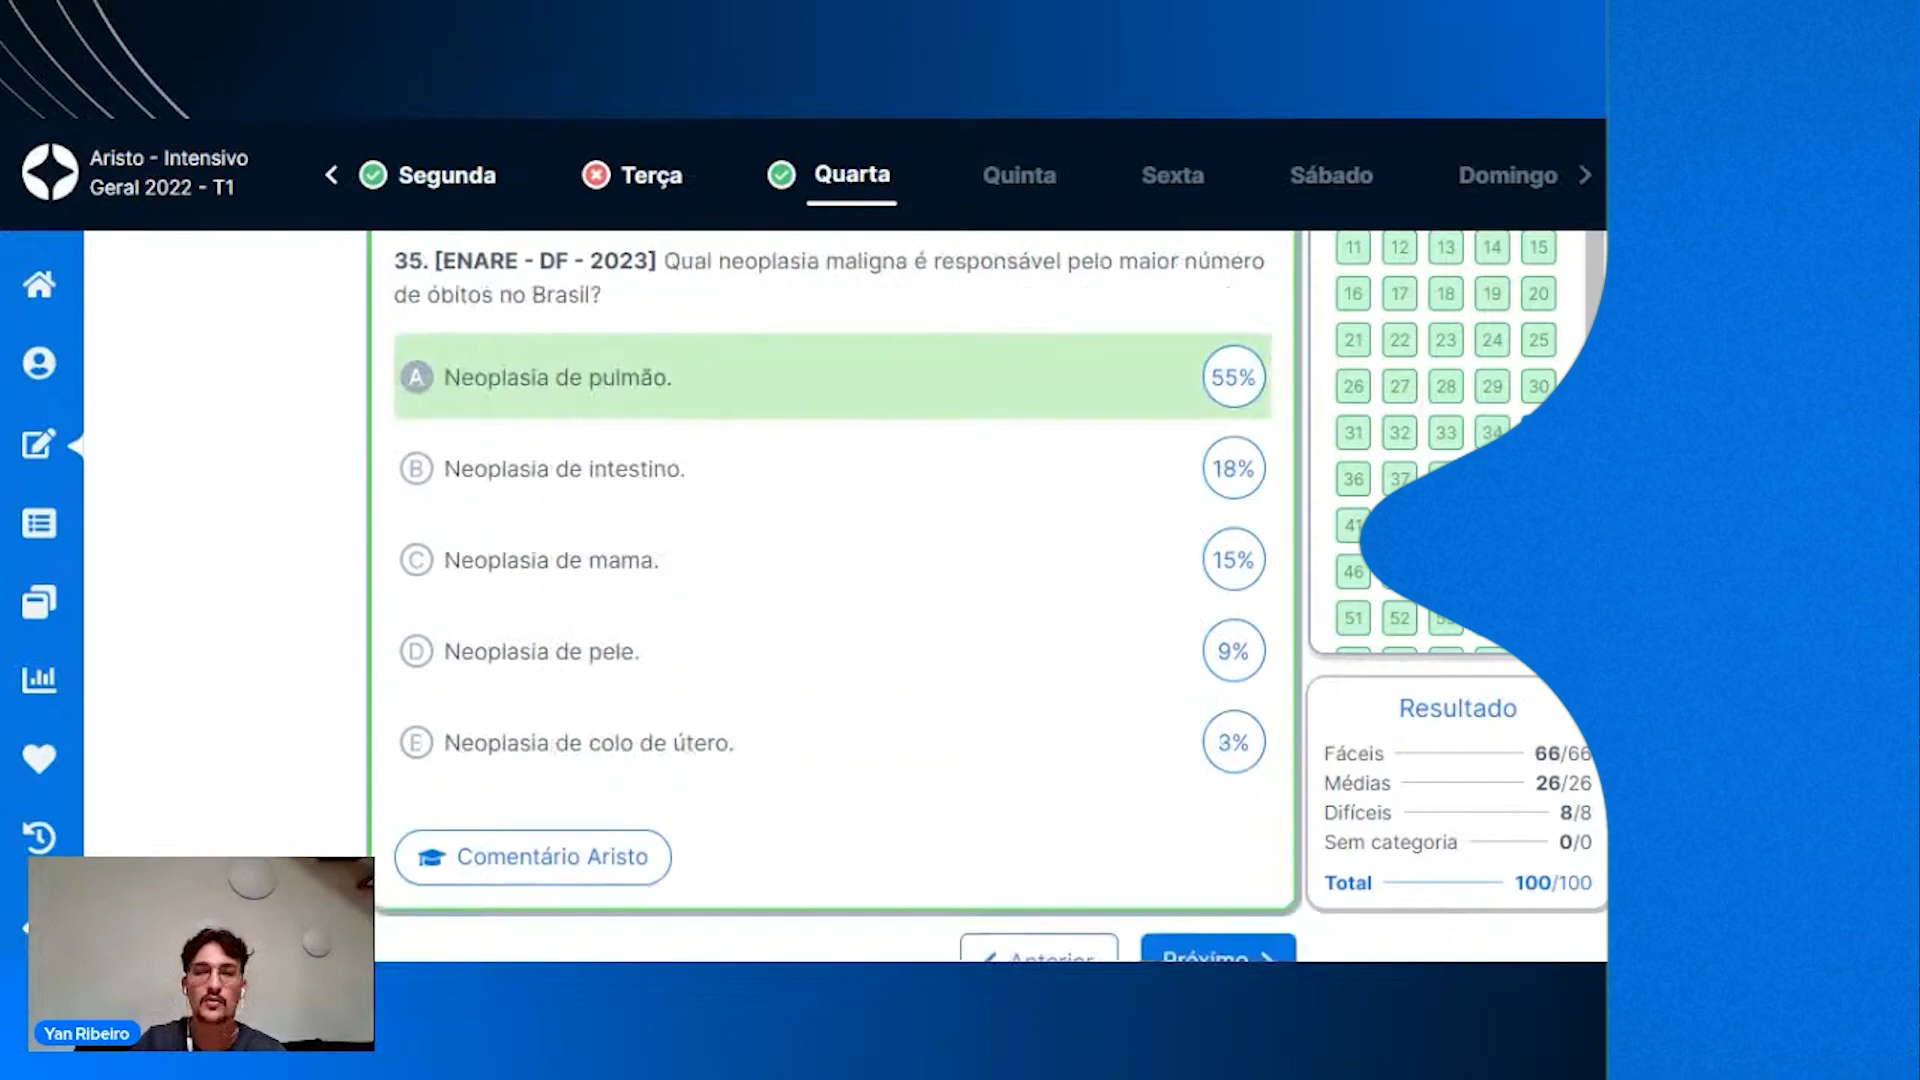 Aristo - Intensivo
Geral 2022 - T1
Segunda
Terça
Quarta
Quinta
Sexta
Sábado
Domingo
35. [ENARE - DF - 2023] Qual neoplasia maligna é responsável pelo maior número
de óbitos no Brasil?
A Neoplasia de pulmão. 55%
B Neoplasia de intestino. 18%
C Neoplasia de mama. 15%
D Neoplasia de pele. 9%
E Neoplasia de colo de útero. 3%
Comentário Aristo
Anterior
Próximo
11 12 13 14 15
16 17 18 19 20
21 22 23 24 25
26 27 28 29 30
31 32 33 34
36 37
41
46
51 52
Resultado
Fáceis 66/66
Médias 26/26
Difíceis 8/8
Sem categoria 0/0
Total 100/100
Yan Ribeiro